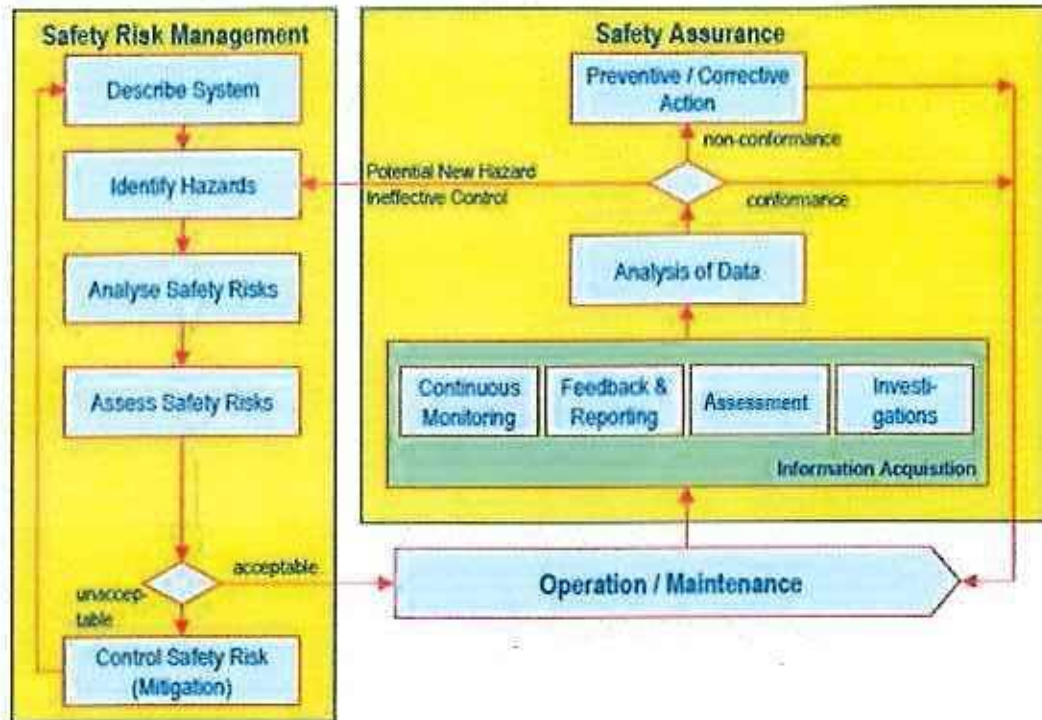 Safety Risk Management
Describe System
Identify Hazards
Analyse Safety Risks
Assess Safety Risks
acceptable
unaccep-
table
Control Safety Risk
(Mitigation)
Safety Assurance
Preventive / Corrective
Action
non-conformance
Potential New Hazard
Ineffective Control
conformance
Analysis of Data
Continuous
Monitoring
Feedback &
Reporting
Assessment
Investi-
gations
Information Acquisition
Operation / Maintenance